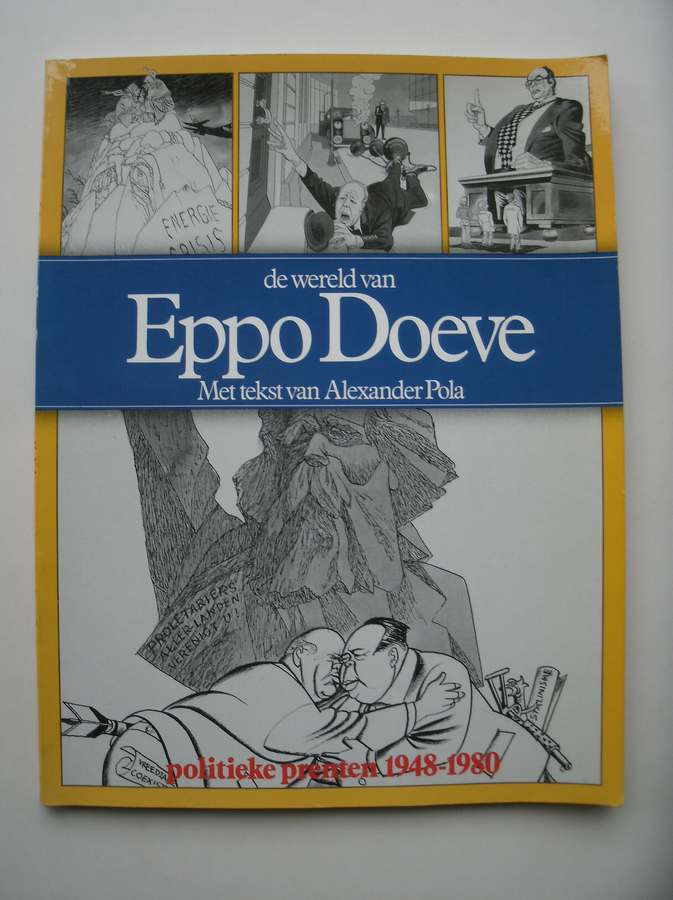 ENERGIE
CRISIS
de wereld van
Eppo Doeve
Met tekst van Alexander Pola
PROLETARIERS
ALLER LANDEN
VERENIGT U!
STALINISME
politieke prenten 1948-1980